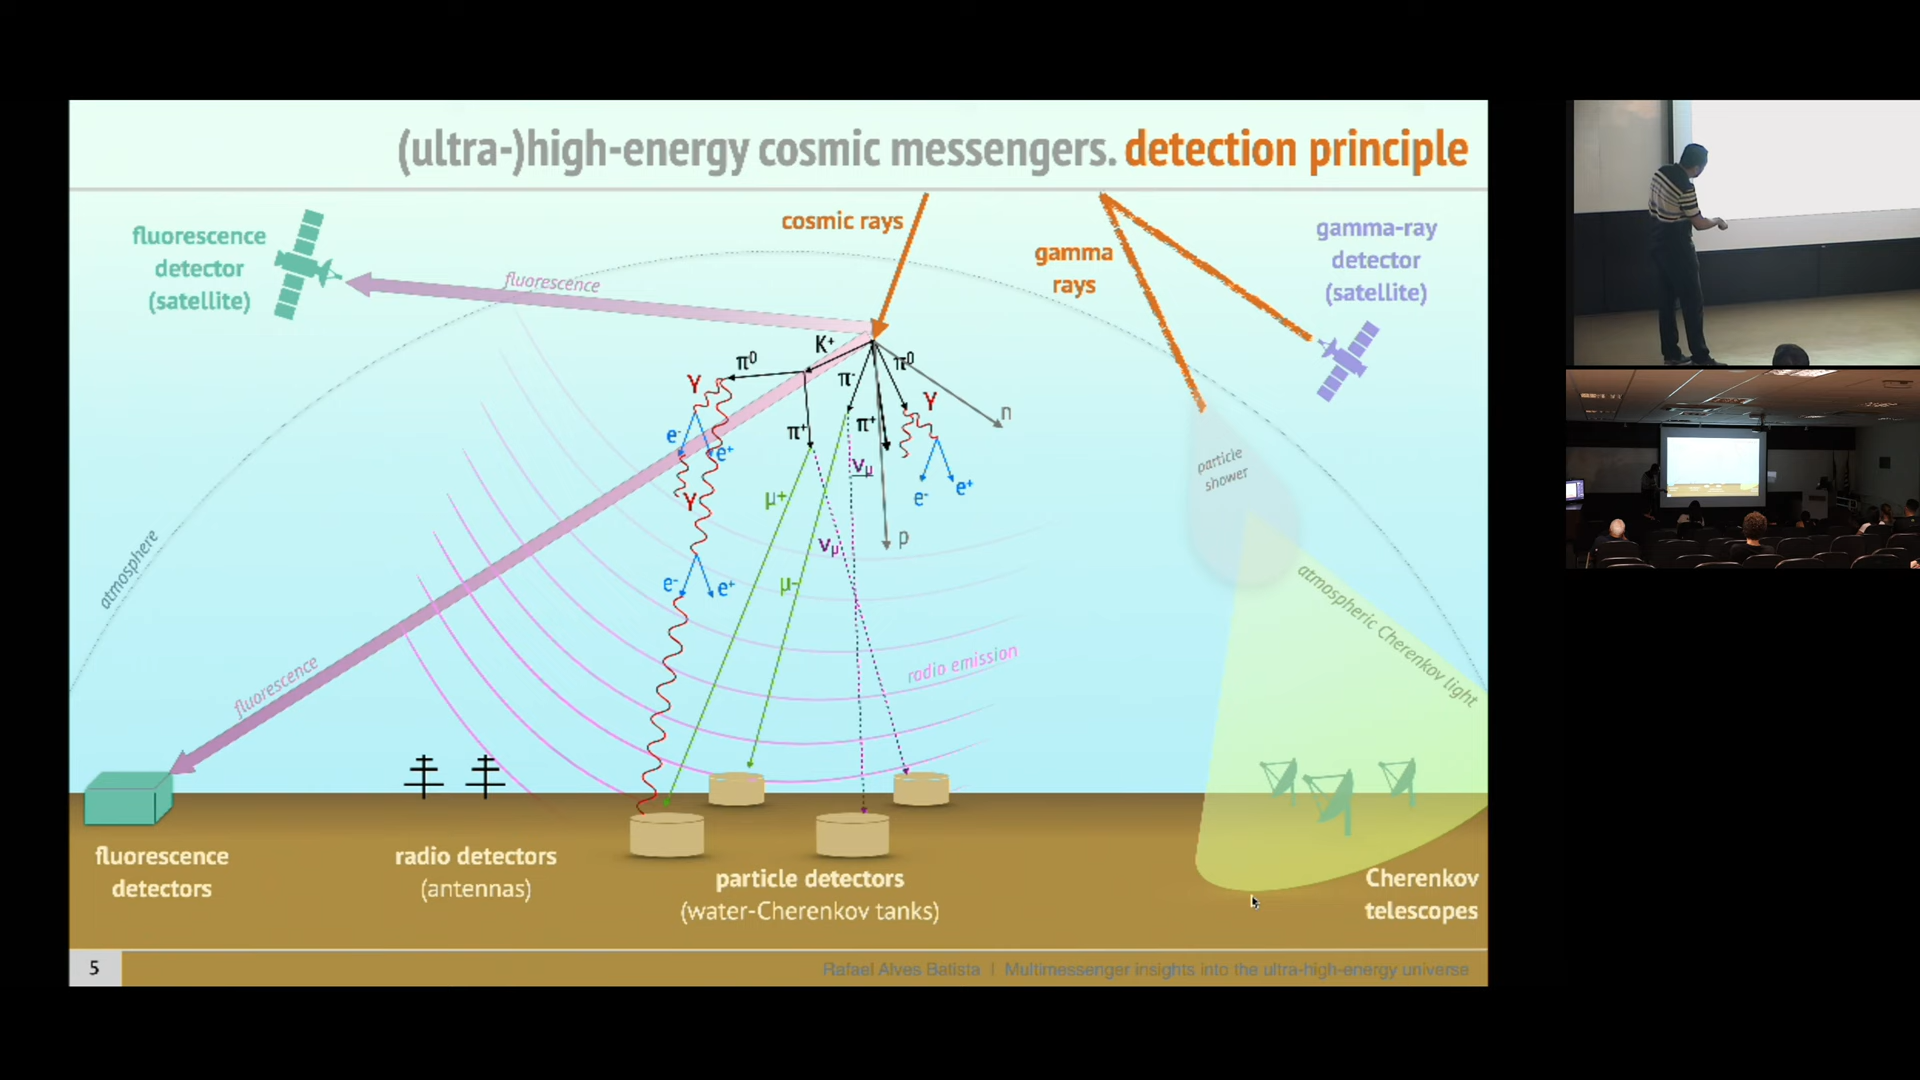 (ultra-)high-energy cosmic messengers. detection principle
fluorescence
detector
(satellite)
fluorescence
cosmic rays
gamma
rays
gamma-ray
detector
(satellite)
K+
π0
π0
γ
π-
γ
n
π+
π+
e-
e+
νμ
e-
e+
γ
μ+
p
νμ
e-
e+
μ-
particle
shower
atmosphere
atmospheric Cherenkov light
radio emission
fluorescence
fluorescence
detectors
radio detectors
(antennas)
particle detectors
(water-Cherenkov tanks)
Cherenkov
telescopes
5
Rafael Alves Batista | Multimessenger insights into the ultra-high-energy universe